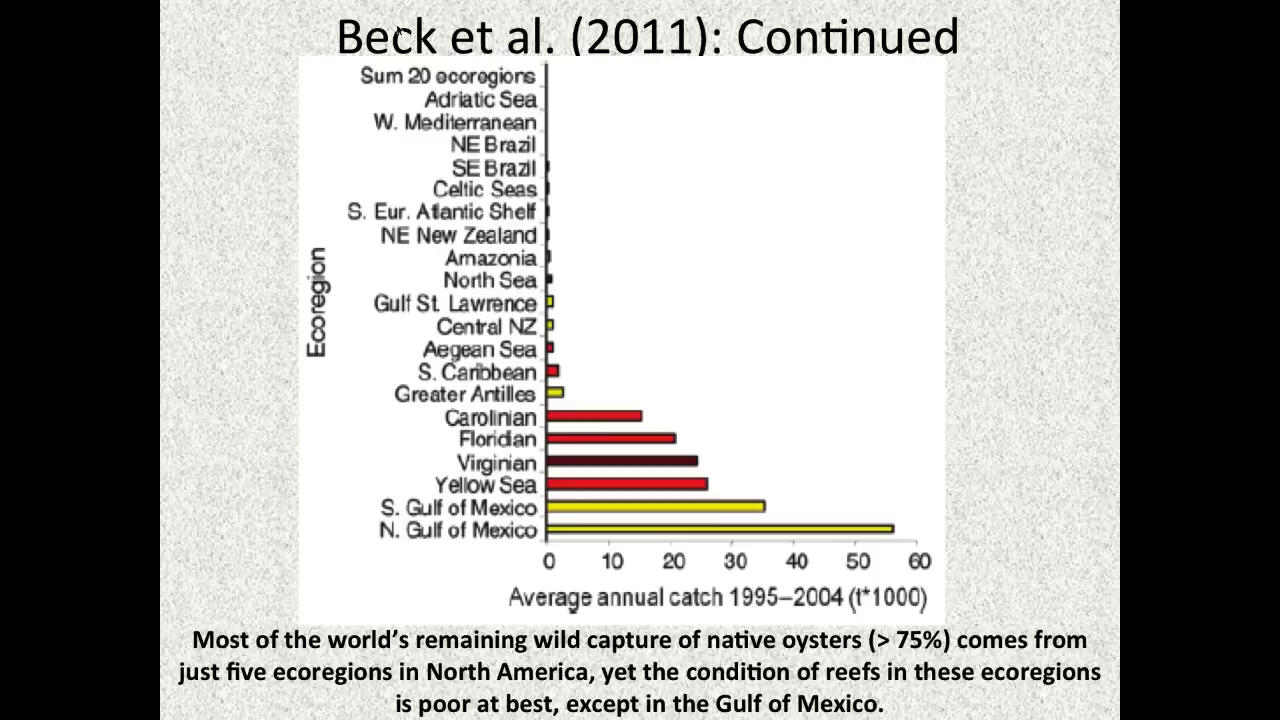 Beck et al. (2011): Continued
Sum 20 ecoregions
Adriatic Sea
W. Mediterranean
NE Brazil
SE Brazil
Celtic Seas
S. Eur. Atlantic Shelf
NE New Zealand
Amazonia
North Sea
Gulf St. Lawrence
Central NZ
Aegean Sea
S. Caribbean
Greater Antilles
Carolinian
Floridian
Virginian
Yellow Sea
S. Gulf of Mexico
N. Gulf of Mexico
Ecoregion
0 10 20 30 40 50 60
Average annual catch 1995–2004 (t*1000)
Most of the world’s remaining wild capture of native oysters (> 75%) comes from
just five ecoregions in North America, yet the condition of reefs in these ecoregions
is poor at best, except in the Gulf of Mexico.